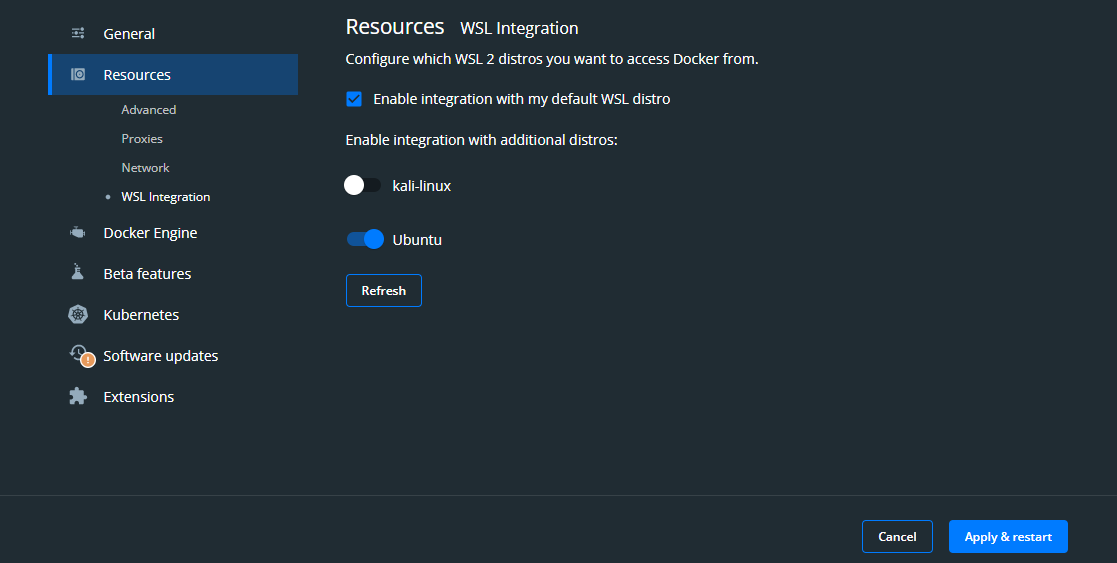 General
Resources
Advanced
Proxies
Network
WSL Integration
Docker Engine
Beta features
Kubernetes
Software updates
Extensions
Resources WSL Integration
Configure which WSL 2 distros you want to access Docker from.
Enable integration with my default WSL distro
Enable integration with additional distros:
kali-linux
Ubuntu
Refresh
Cancel
Apply & restart